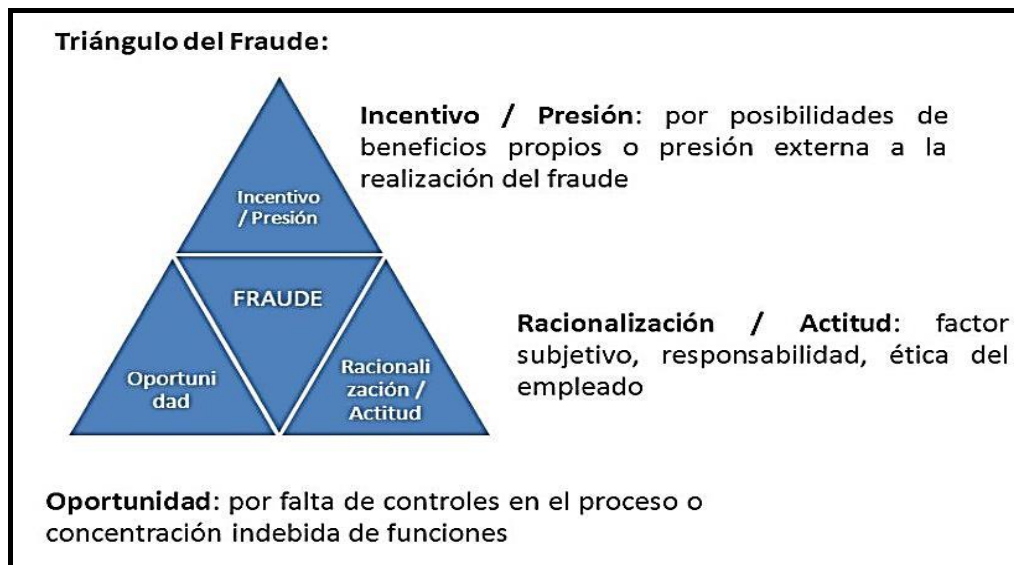 Triángulo del Fraude:
Incentivo / Presión: por posibilidades de
beneficios propios o presión externa a la
realización del fraude
Incentivo
/ Presión
FRAUDE
Oportuni
dad
Racionali
zación /
Actitud
Racionalización / Actitud: factor
subjetivo, responsabilidad, ética del
empleado
Oportunidad: por falta de controles en el proceso o
concentración indebida de funciones